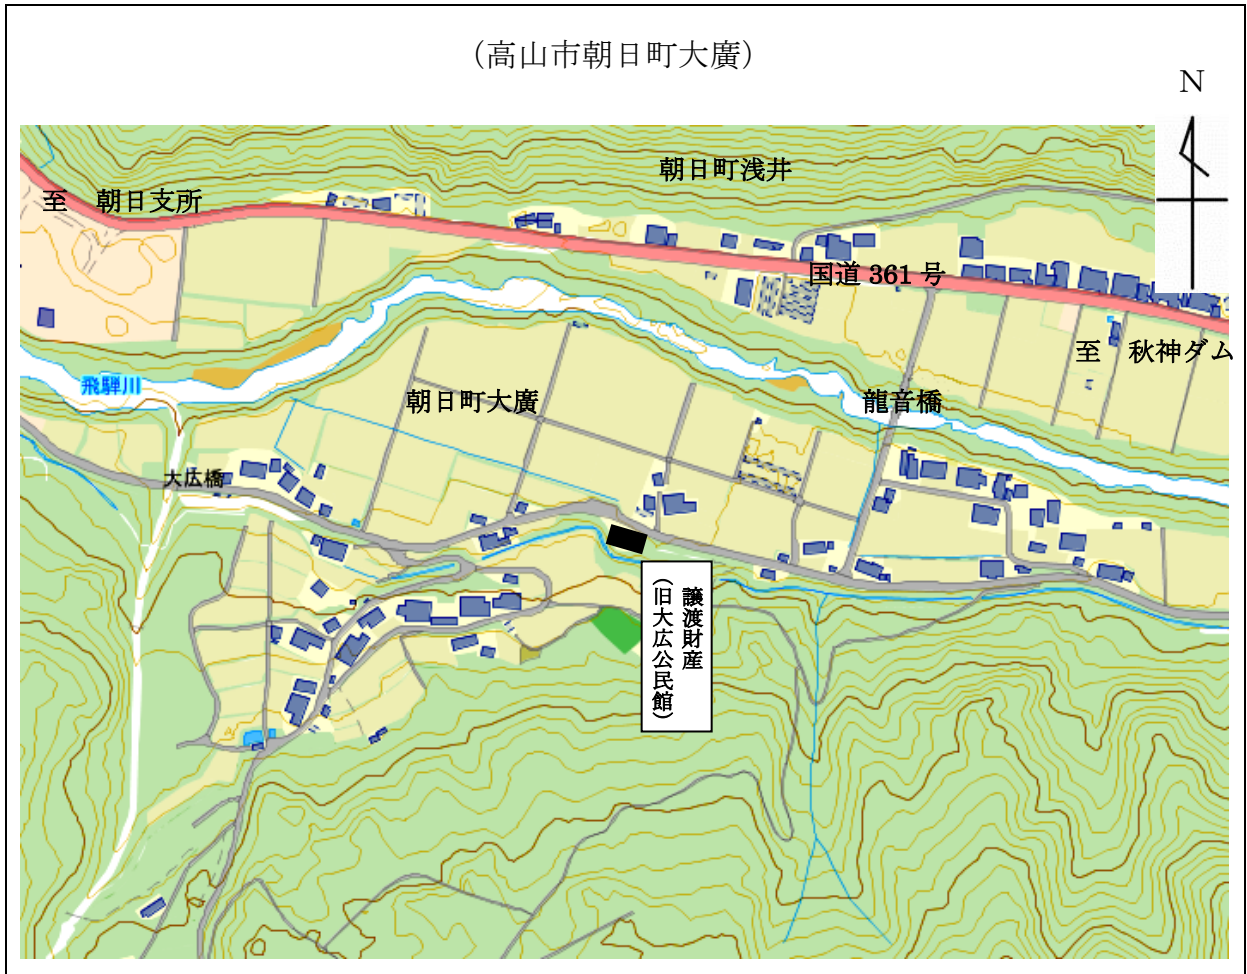 （高山市朝日町大廣）
N
朝日町浅井
至　朝日支所
国道 361 号
至　秋神ダム
飛騨川
朝日町大廣
龍音橋
大広橋
譲渡財産
（旧大広公民館）